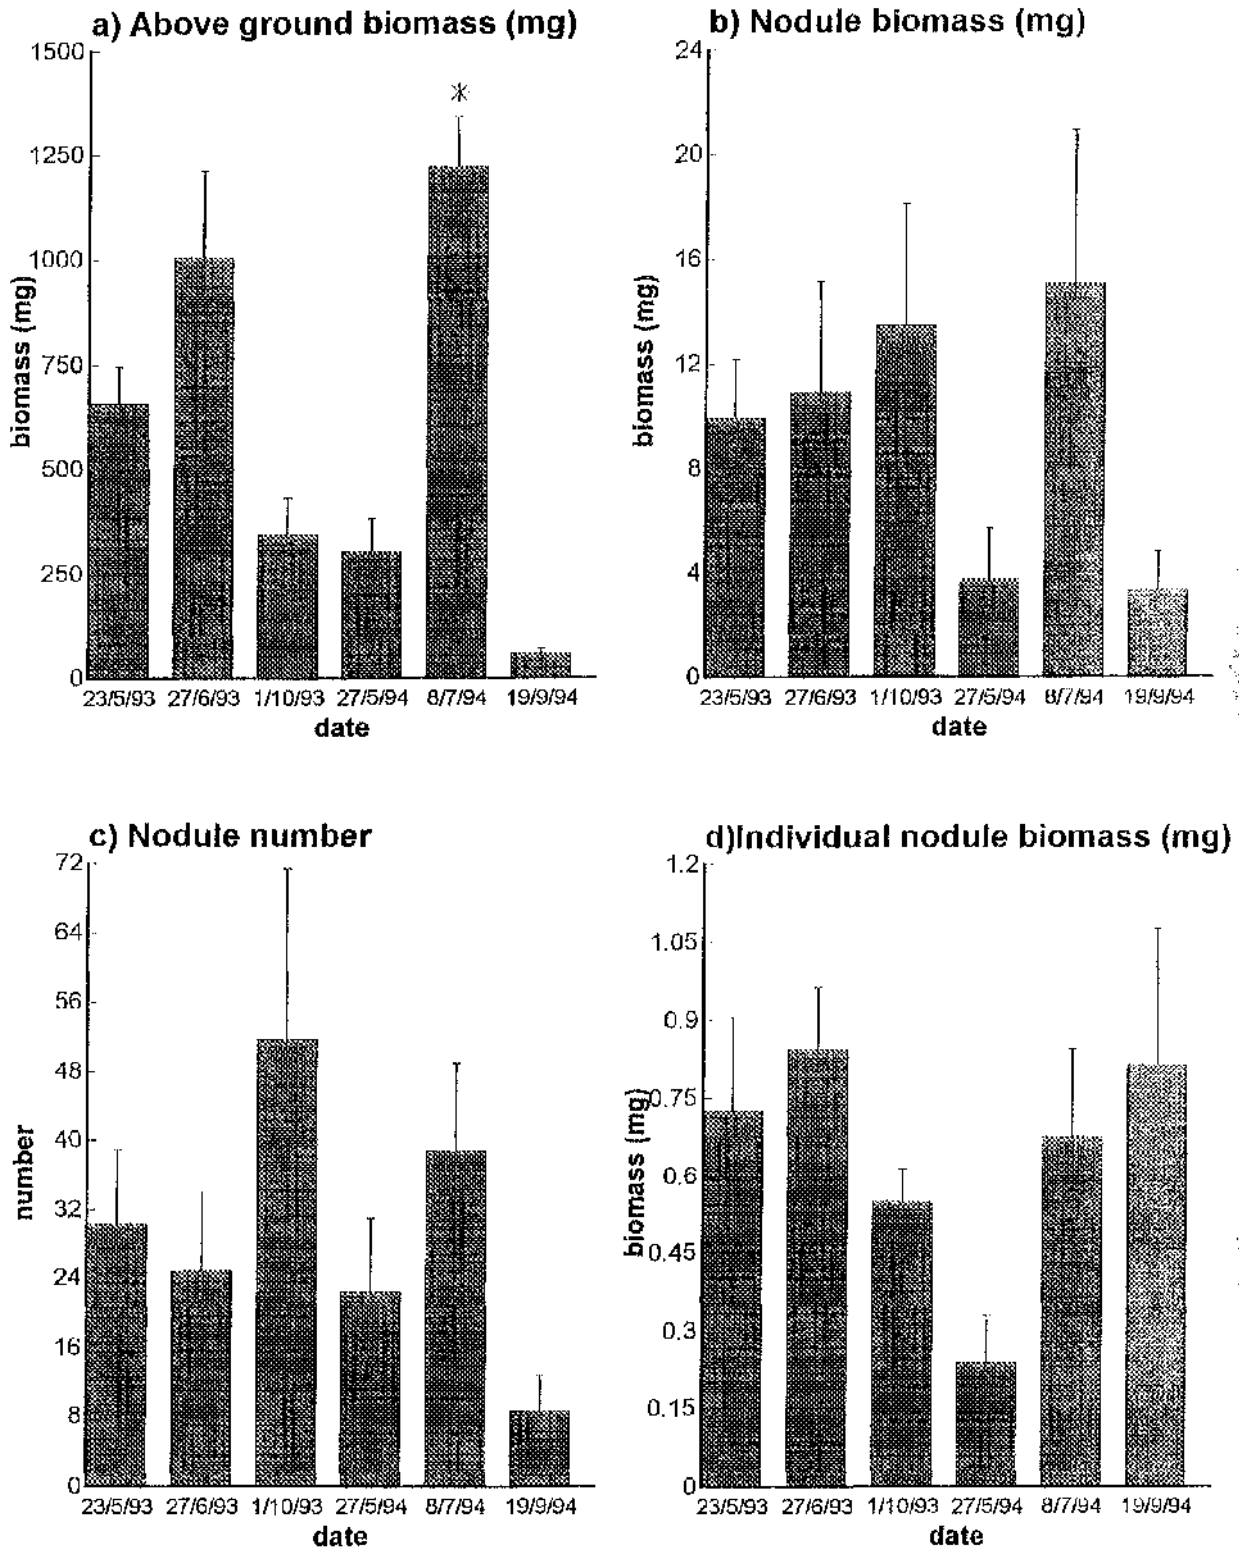 a) Above ground biomass (mg)
1500
1250
1000
750
500
250
0
biomass (mg)
*
23/5/93 27/6/93 1/10/93 27/5/94 8/7/94 19/9/94
date
b) Nodule biomass (mg)
24
20
16
12
8
4
0
biomass (mg)
23/5/93 27/6/93 1/10/93 27/5/94 8/7/94 19/9/94
date
c) Nodule number
72
64
56
48
40
32
24
16
8
0
number
23/5/93 27/6/93 1/10/93 27/5/94 8/7/94 19/9/94
date
d)Individual nodule biomass (mg)
1.2
1.05
0.9
0.75
0.6
0.45
0.3
0.15
0
biomass (mg)
23/5/93 27/6/93 1/10/93 27/5/94 8/7/94 19/9/94
date